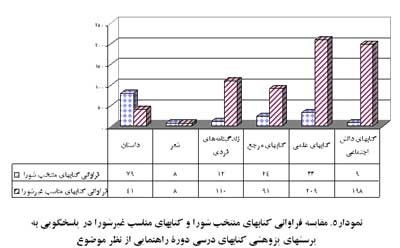 ۲۵۰
۲۰۰
۱۵۰
۱۰۰
۵۰
۰
داستان شعر زندگینامه‌های فردی کتابهای مرجع کتابهای علمی کتابهای دانش اجتماعی
فراوانی کتابهای منتخب شورا ۷۹ ۸ ۱۲ ۲۴ ۳۳ ۹
فراوانی کتابهای مناسب غیرشورا ۴۱ ۸ ۱۱۰ ۹۱ ۲۰۹ ۱۹۸
نمودار۵. مقایسه فراوانی کتابهای منتخب شورا و کتابهای مناسب غیرشورا در پاسخگویی به
پرسشهای پژوهشی کتابهای درسی دورهٔ راهنمایی از نظر موضوع